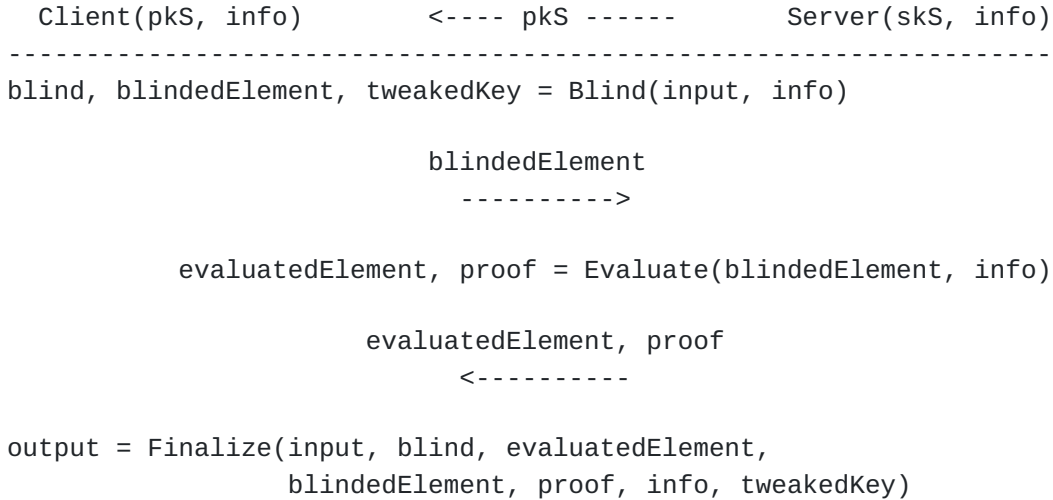 Client(pkS, info)        <---- pkS ------       Server(skS, info)
-------------------------------------------------------------------
blind, blindedElement, tweakedKey = Blind(input, info)
blindedElement
---------->
evaluatedElement, proof = Evaluate(blindedElement, info)
evaluatedElement, proof
<----------
output = Finalize(input, blind, evaluatedElement,
blindedElement, proof, info, tweakedKey)